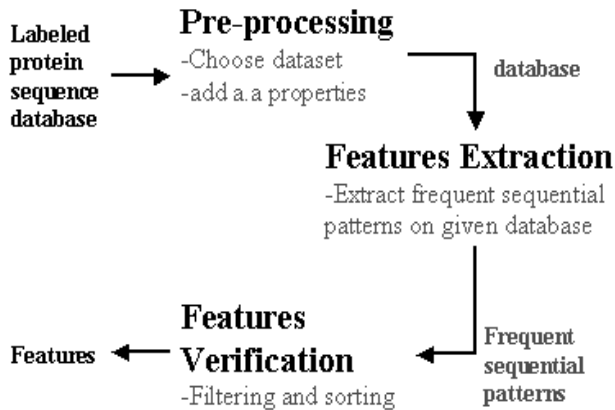 Labeled
protein
sequence
database
Pre-processing
-Choose dataset
-add a.a properties
database
Features Extraction
-Extract frequent sequential
patterns on given database
Frequent
sequential
patterns
Features
Verification
-Filtering and sorting
Features